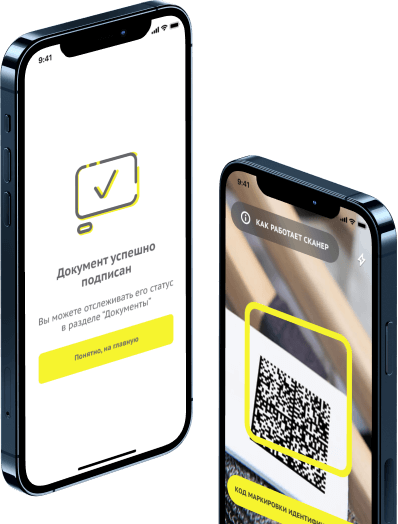 9:41
Документ успешно
подписан
Вы можете отслеживать его статус
в разделе "Документы"
Понятно, на главную
9:41
КАК РАБОТАЕТ СКАНЕР
КОД МАРКИРОВКИ